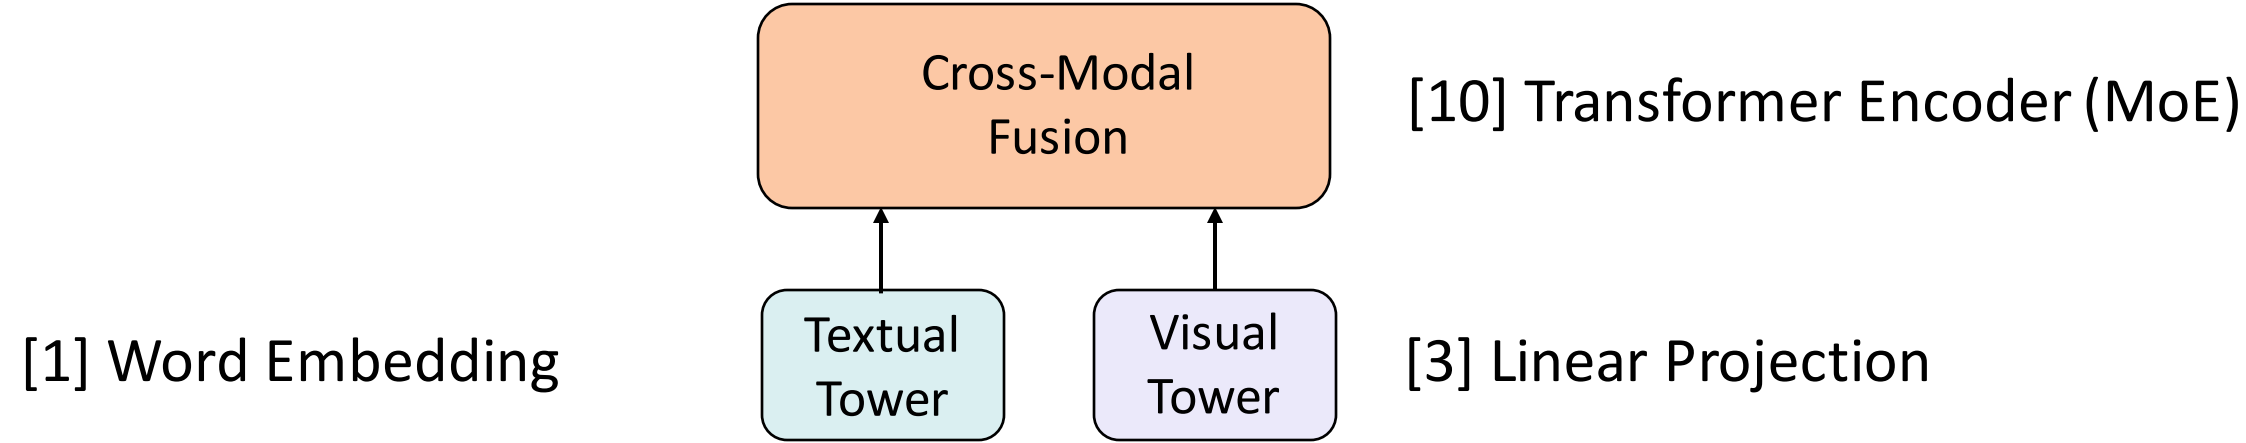 Cross-Modal
Fusion
[10] Transformer Encoder (MoE)
[1] Word Embedding
Textual
Tower
Visual
Tower
[3] Linear Projection